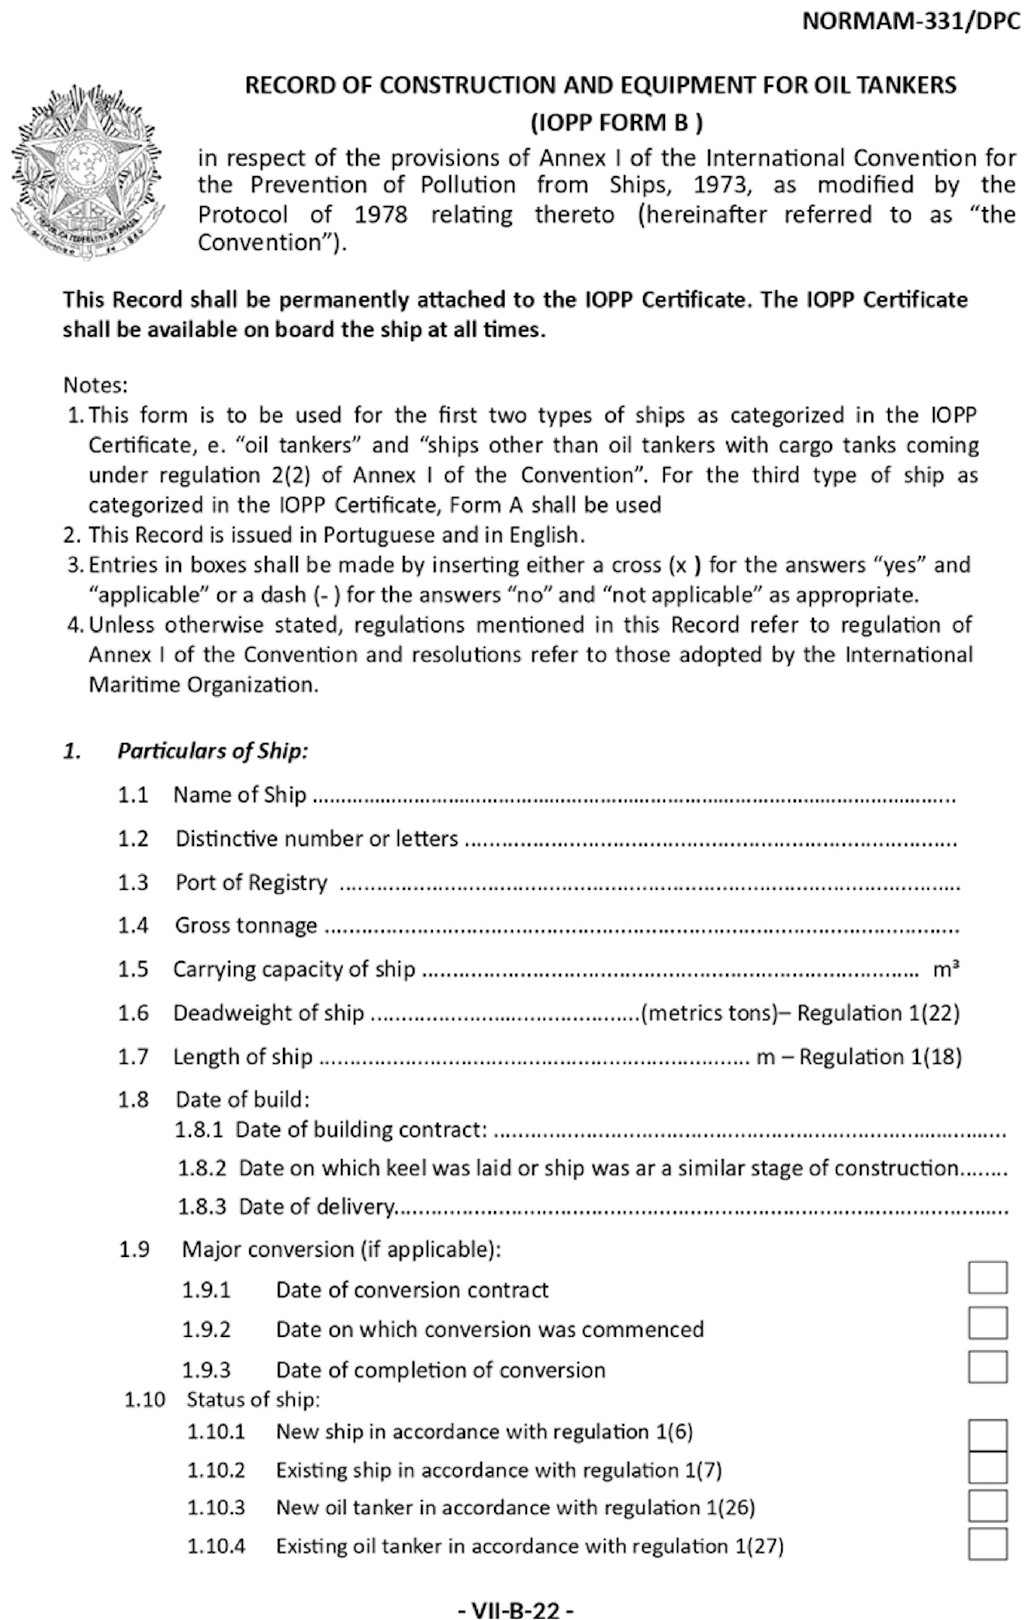 NORMAM-331/DPC
RECORD OF CONSTRUCTION AND EQUIPMENT FOR OIL TANKERS
(IOPP FORM B )
in respect of the provisions of Annex I of the International Convention for
the Prevention of Pollution from Ships, 1973, as modified by the
Protocol of 1978 relating thereto (hereinafter referred to as “the
Convention”).
This Record shall be permanently attached to the IOPP Certificate. The IOPP Certificate
shall be available on board the ship at all times.
Notes:
1. This form is to be used for the first two types of ships as categorized in the IOPP
Certificate, e. “oil tankers” and “ships other than oil tankers with cargo tanks coming
under regulation 2(2) of Annex I of the Convention”. For the third type of ship as
categorized in the IOPP Certificate, Form A shall be used
2. This Record is issued in Portuguese and in English.
3. Entries in boxes shall be made by inserting either a cross (x ) for the answers “yes” and
“applicable” or a dash (- ) for the answers “no” and “not applicable” as appropriate.
4. Unless otherwise stated, regulations mentioned in this Record refer to regulation of
Annex I of the Convention and resolutions refer to those adopted by the International
Maritime Organization.
1. Particulars of Ship:
1.1 Name of Ship ..........................................................................................................
1.2 Distinctive number or letters ................................................................................
1.3 Port of Registry .....................................................................................................
1.4 Gross tonnage .......................................................................................................
1.5 Carrying capacity of ship ................................................................................. m³
1.6 Deadweight of ship ............................................(metrics tons)– Regulation 1(22)
1.7 Length of ship ...................................................................... m – Regulation 1(18)
1.8 Date of build:
1.8.1 Date of building contract: ...................................................................................
1.8.2 Date on which keel was laid or ship was ar a similar stage of construction........
1.8.3 Date of delivery....................................................................................................
1.9 Major conversion (if applicable):
1.9.1 Date of conversion contract
1.9.2 Date on which conversion was commenced
1.9.3 Date of completion of conversion
1.10 Status of ship:
1.10.1 New ship in accordance with regulation 1(6)
1.10.2 Existing ship in accordance with regulation 1(7)
1.10.3 New oil tanker in accordance with regulation 1(26)
1.10.4 Existing oil tanker in accordance with regulation 1(27)
- VII-B-22 -